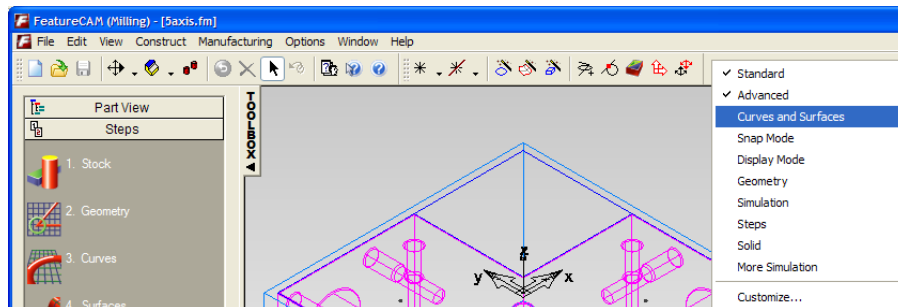 FeatureCAM (Milling) - [5axis.fm]
File Edit View Construct Manufacturing Options Window Help
Part View
Steps
1. Stock
2. Geometry
3. Curves
4. Surfaces
TOOLBOX
z
y x
Standard
Advanced
Curves and Surfaces
Snap Mode
Display Mode
Geometry
Simulation
Steps
Solid
More Simulation
Customize...